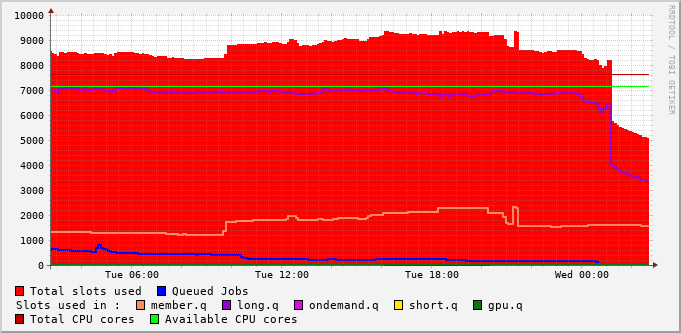 10000
9000
8000
7000
6000
5000
4000
3000
2000
1000
0
Tue 06:00 Tue 12:00 Tue 18:00 Wed 00:00
RRDTOOL / TOBI OETIKER
Total slots used Queued Jobs
Slots used in : member.q long.q ondemand.q short.q gpu.q
Total CPU cores Available CPU cores